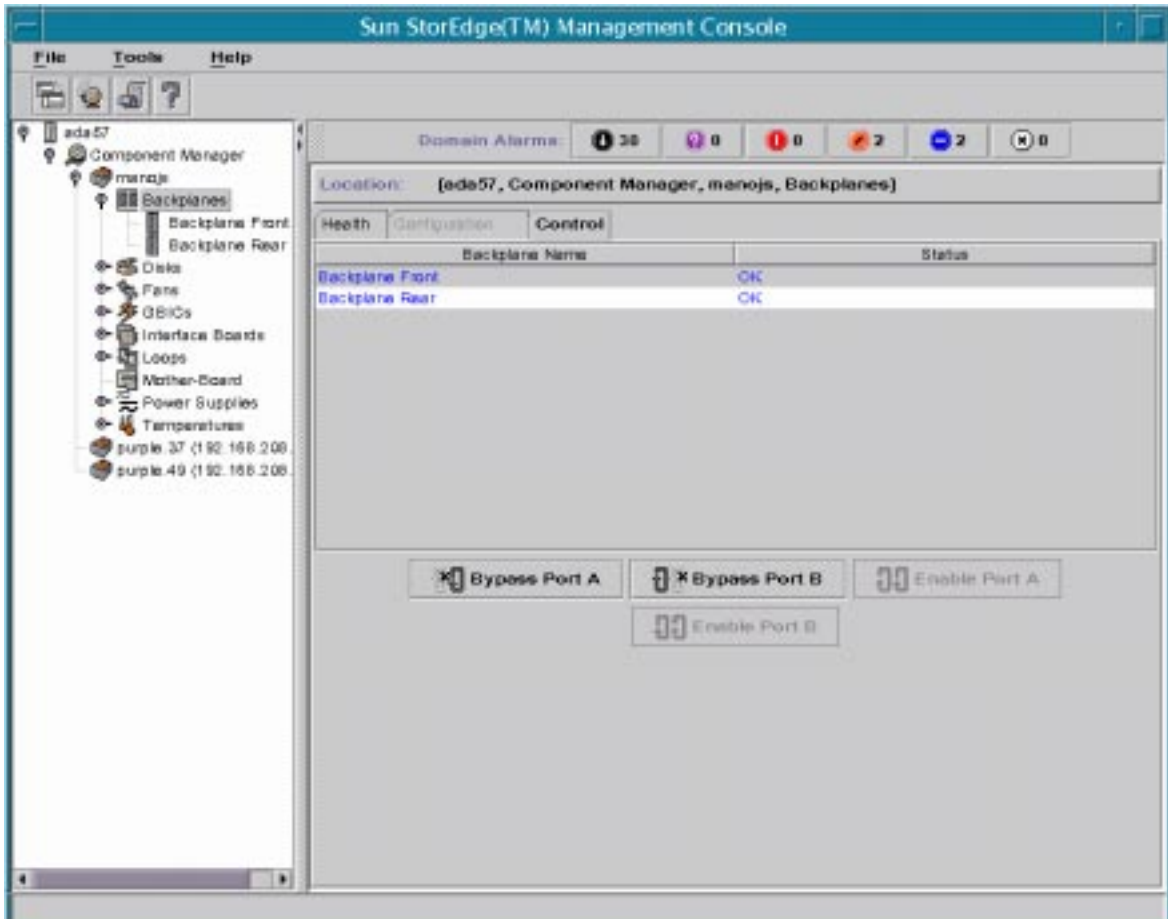 Sun StorEdge(TM) Management Console
File Tools Help
ada57
Component Manager
manojs
Backplanes
Backplane Front
Backplane Rear
Disks
Fans
GBICs
Interface Boards
Loops
Mother-Board
Power Supplies
Temperatures
purple.37 (192.168.208.
purple.49 (192.168.208.
Domain Alarms: 38 0 0 2 2 0
Location: [ada57, Component Manager, manojs, Backplanes]
Health Configuration Control
Backplane Name Status
Backplane Front OK
Backplane Rear OK
Bypass Port A Bypass Port B Enable Port A
Enable Port B